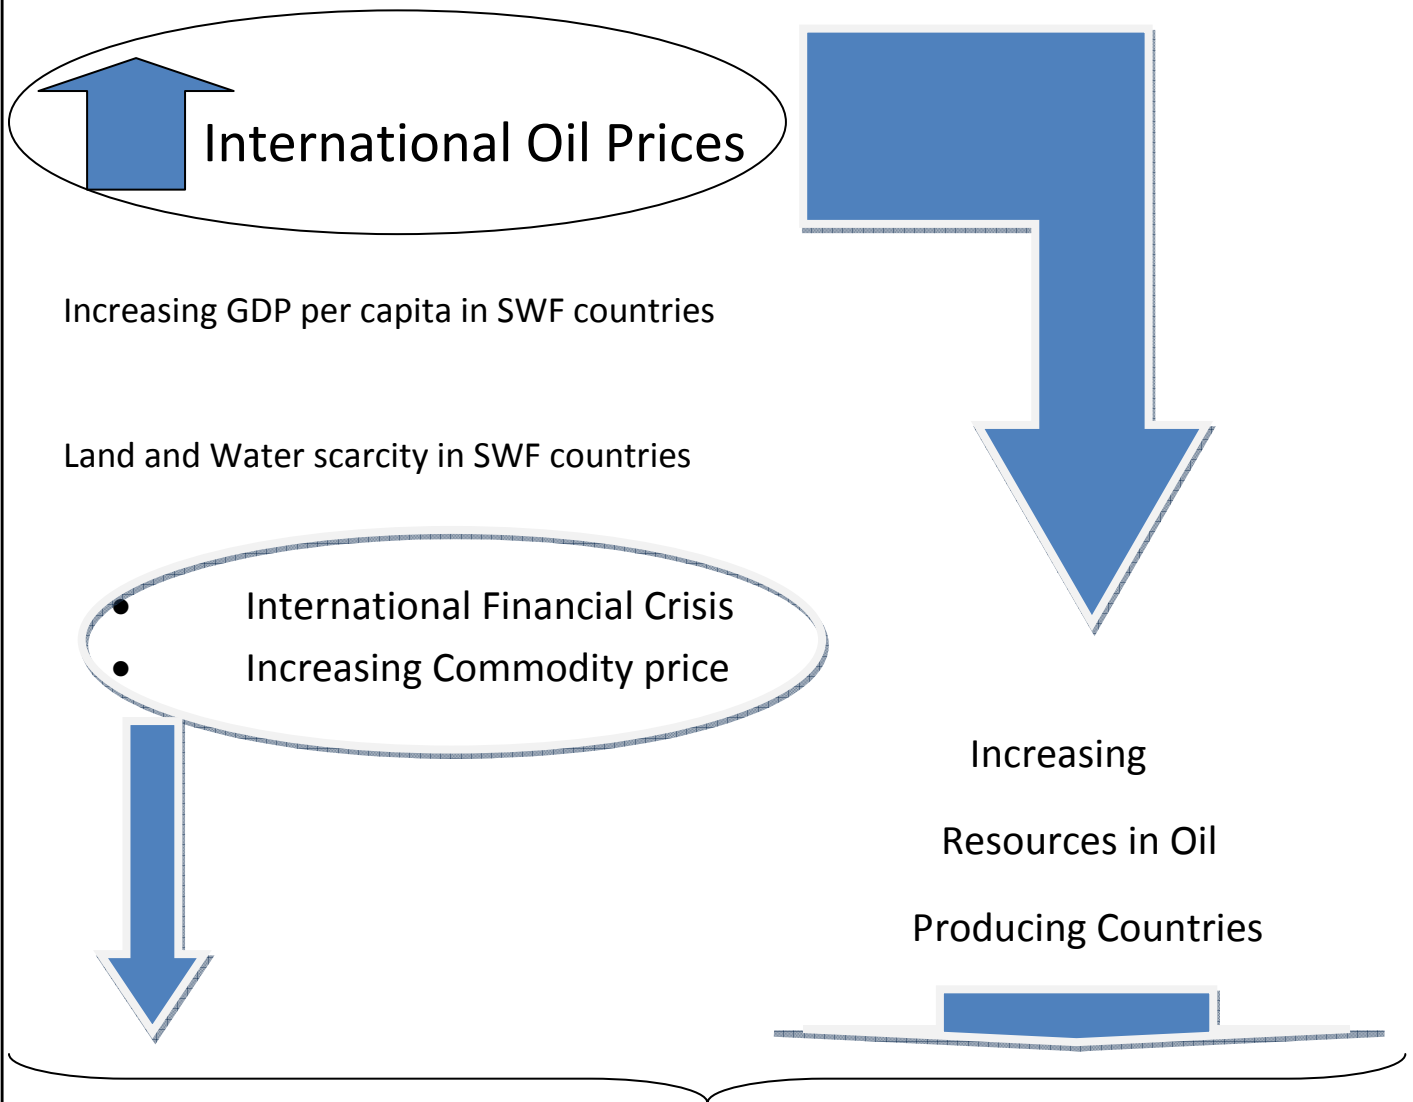 International Oil Prices
Increasing GDP per capita in SWF countries
Land and Water scarcity in SWF countries
• International Financial Crisis
• Increasing Commodity price
Increasing
Resources in Oil
Producing Countries